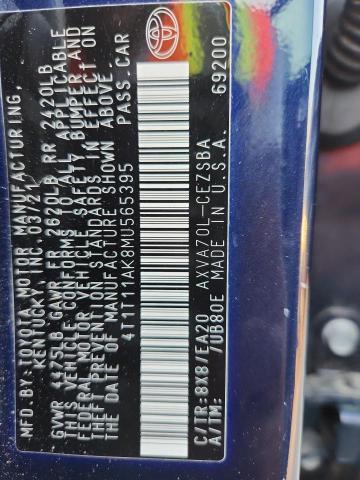 MFD. BY TOYOTA MOTOR MANUFACTURING,
KENTUCKY, INC. 03/21
GVWR 4475LB GAWR FR 2620LB RR 2420LB
THIS VEHICLE CONFORMS TO ALL APPLICABLE
FEDERAL MOTOR VEHICLE SAFETY, BUMPER AND
THEFT PREVENTION STANDARDS IN EFFECT ON
THE DATE OF MANUFACTURE SHOWN ABOVE.
4T1T11AK8MU565395 PASS.CAR
TOYOTA
C/TR:8X8/EA20 AXVA70L-CEZSBA
A/TM: /UB80E MADE IN U.S.A. 69200